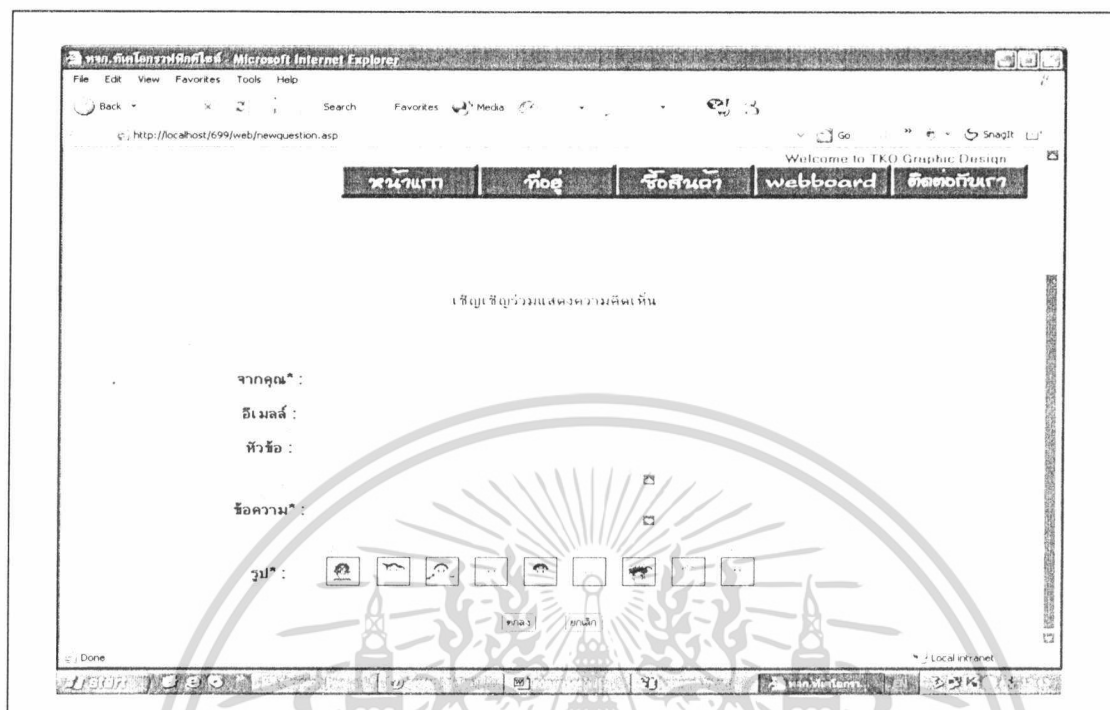 หจก.ทีเคโอกราฟฟิคดีไซน์ - Microsoft Internet Explorer
File Edit View Favorites Tools Help
Back Search Favorites Media
http://localhost/699/web/newquestion.asp Go » SnagIt
Welcome to TKO Graphic Design
หน้าแรก ที่อยู่ ซื้อสินค้า webboard ติดต่อกับเรา
เชิญเชิญร่วมแสดงความคิดเห็น
จากคุณ* :
อีเมลล์ :
หัวข้อ :
ข้อความ* :
รูป* :
ตกลง ยกเลิก
Done Local intranet
start